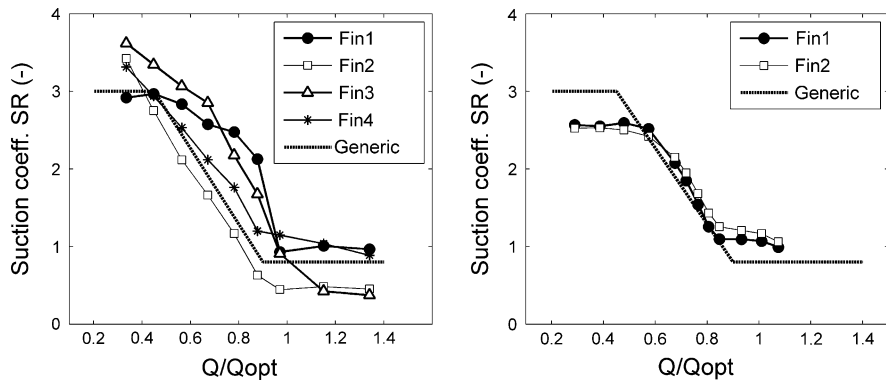 4
3
2
1
0
Suction coeff. SR (-)
0.2 0.4 0.6 0.8 1 1.2 1.4
Q/Qopt
Fin1
Fin2
Fin3
Fin4
Generic
4
3
2
1
0
Suction coeff. SR (-)
0.2 0.4 0.6 0.8 1 1.2 1.4
Q/Qopt
Fin1
Fin2
Generic